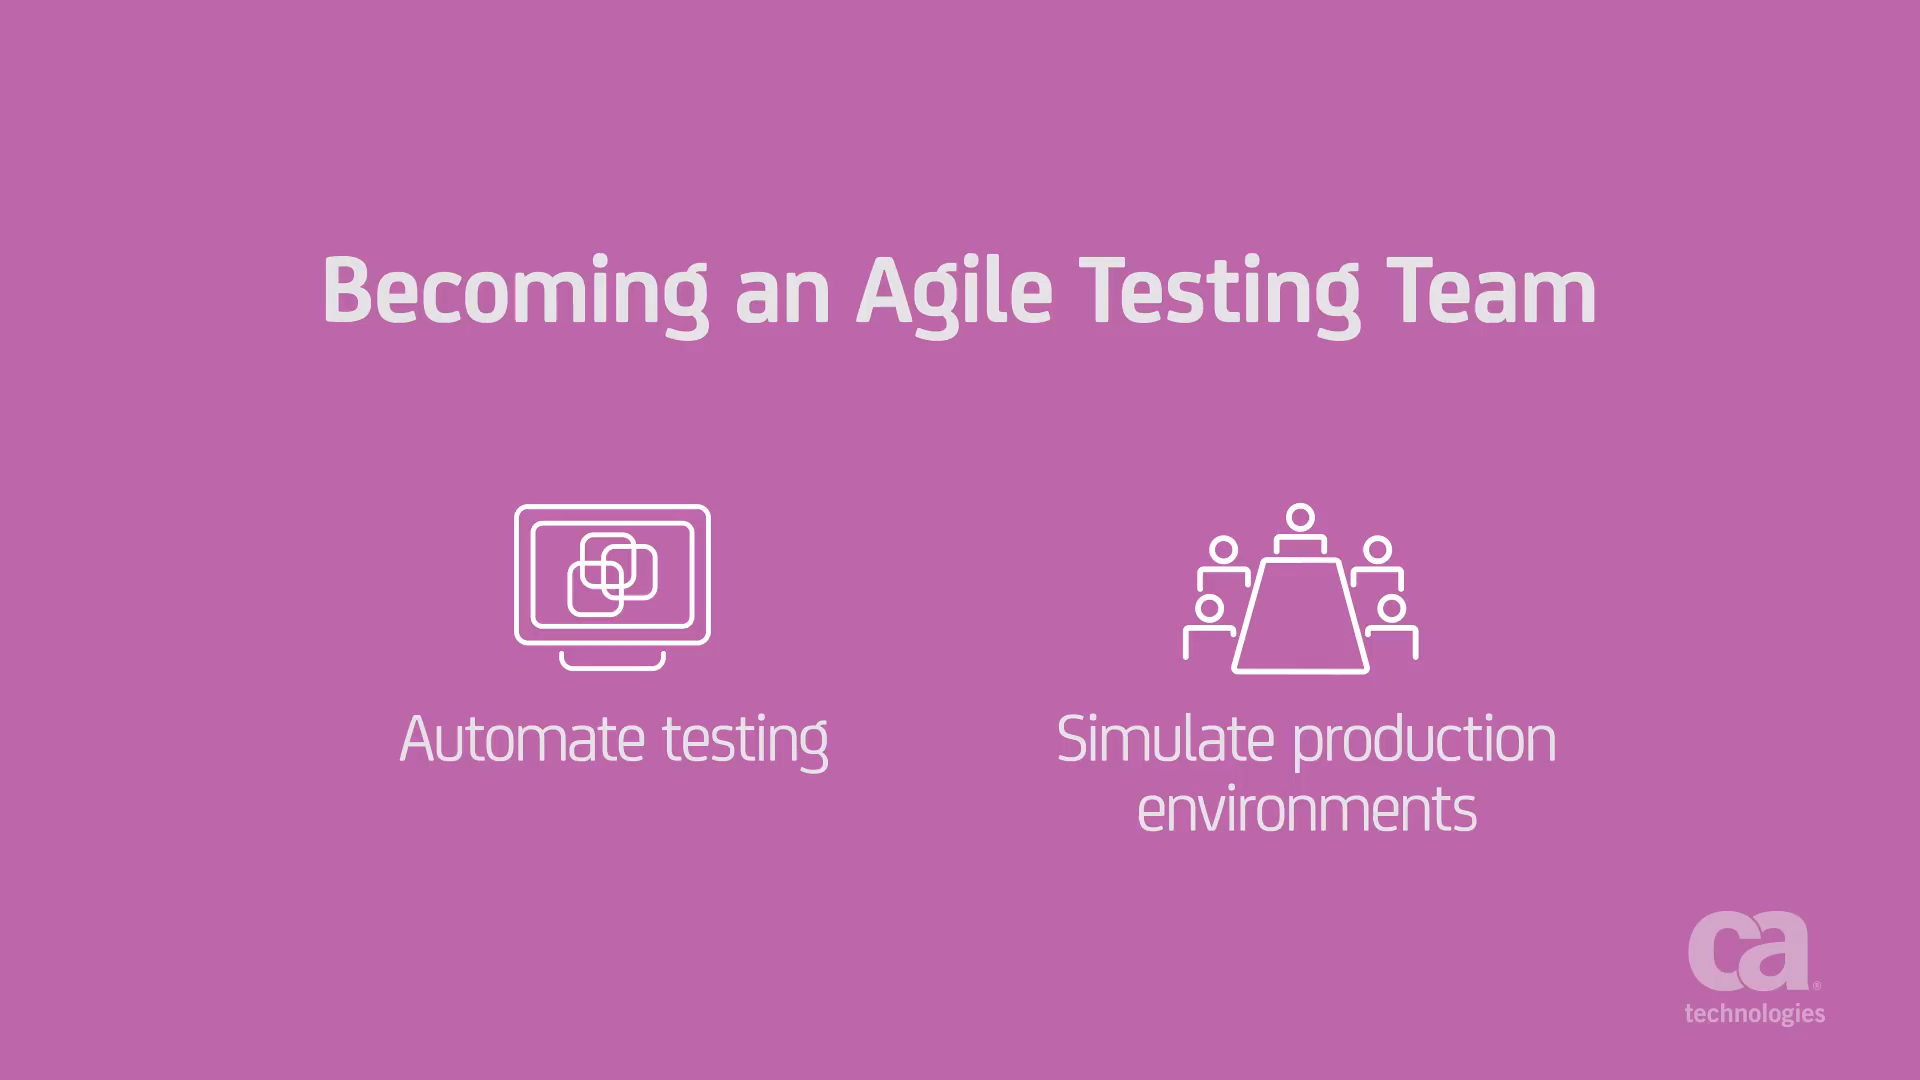 Becoming an Agile Testing Team
Automate testing
Simulate production
environments
ca®
technologies